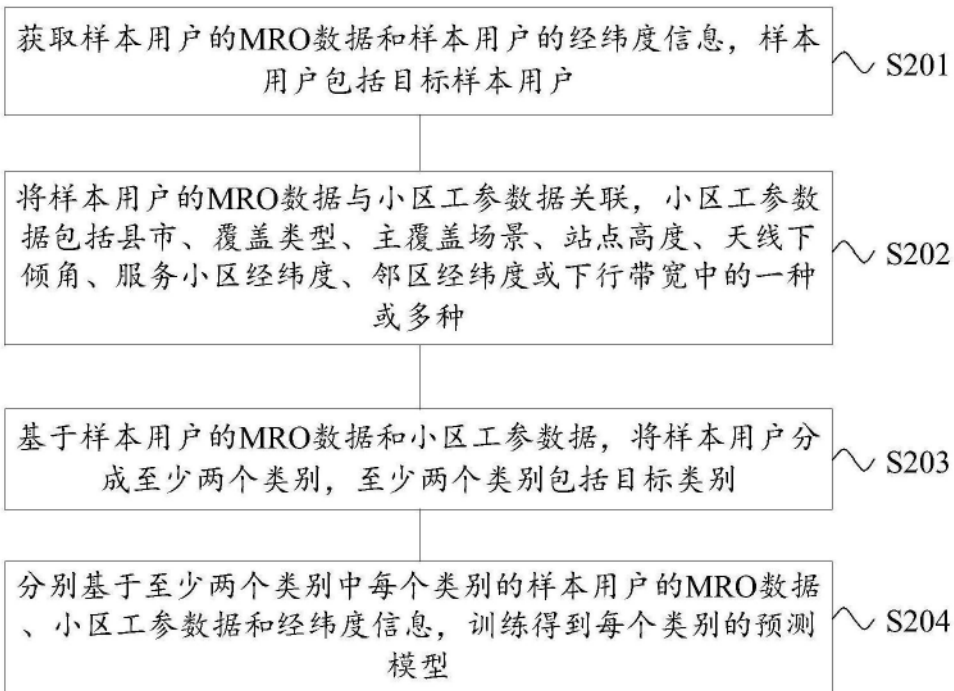 获取样本用户的MRO数据和样本用户的经纬度信息，样本
用户包括目标样本用户
S201
将样本用户的MRO数据与小区工参数据关联，小区工参数
据包括县市、覆盖类型、主覆盖场景、站点高度、天线下
倾角、服务小区经纬度、邻区经纬度或下行带宽中的一种
或多种
S202
基于样本用户的MRO数据和小区工参数据，将样本用户分
成至少两个类别，至少两个类别包括目标类别
S203
分别基于至少两个类别中每个类别的样本用户的MRO数据
、小区工参数据和经纬度信息，训练得到每个类别的预测
模型
S204